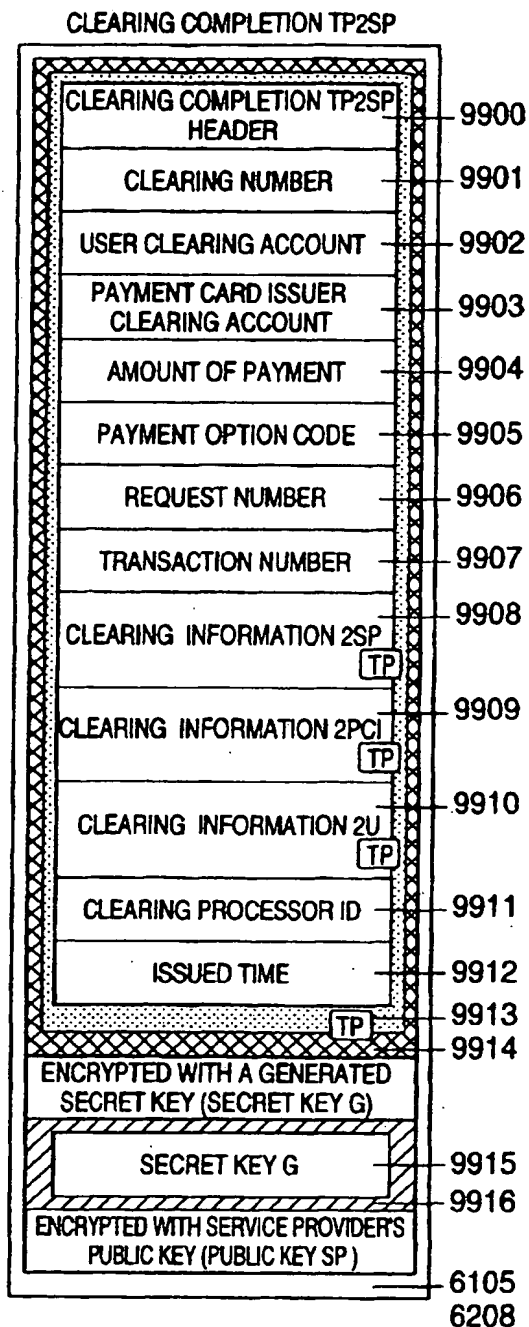 CLEARING COMPLETION TP2SP
CLEARING COMPLETION TP2SP
HEADER
9900
CLEARING NUMBER
9901
USER CLEARING ACCOUNT
9902
PAYMENT CARD ISSUER
CLEARING ACCOUNT
9903
AMOUNT OF PAYMENT
9904
PAYMENT OPTION CODE
9905
REQUEST NUMBER
9906
TRANSACTION NUMBER
9907
9908
CLEARING INFORMATION 2SP
TP
9909
CLEARING INFORMATION 2PCI
TP
9910
CLEARING INFORMATION 2U
TP
CLEARING PROCESSOR ID
9911
ISSUED TIME
9912
TP
9913
9914
ENCRYPTED WITH A GENERATED
SECRET KEY (SECRET KEY G)
SECRET KEY G
9915
9916
ENCRYPTED WITH SERVICE PROVIDER'S
PUBLIC KEY (PUBLIC KEY SP)
6105
6208